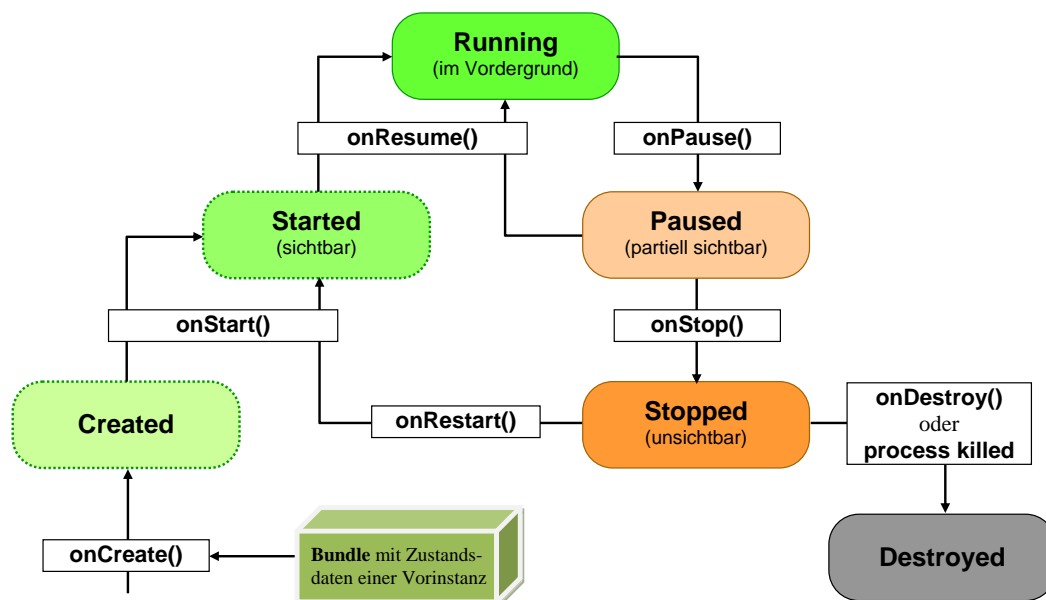 Running
(im Vordergrund)
onResume()
onPause()
Started
(sichtbar)
Paused
(partiell sichtbar)
onStart()
onStop()
Created
onRestart()
Stopped
(unsichtbar)
onDestroy()
oder
process killed
onCreate()
Bundle mit Zustands-
daten einer Vorinstanz
Destroyed